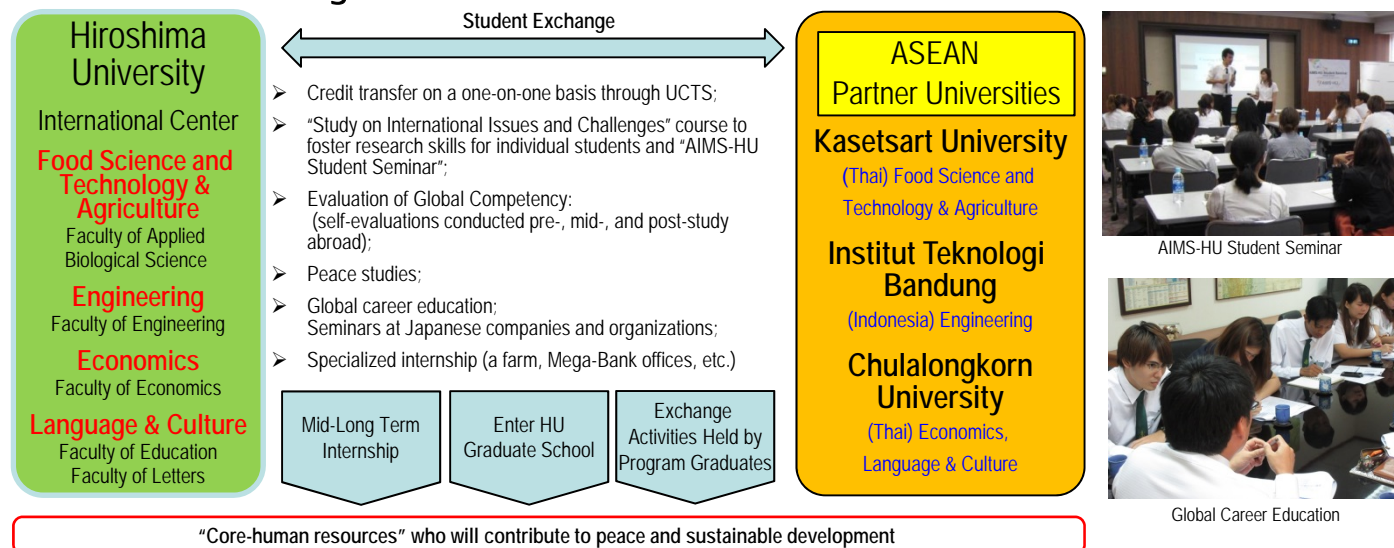 Student Exchange
Hiroshima
University
International Center
Food Science and
Technology &
Agriculture
Faculty of Applied
Biological Science
Engineering
Faculty of Engineering
Economics
Faculty of Economics
Language & Culture
Faculty of Education
Faculty of Letters
➤ Credit transfer on a one-on-one basis through UCTS;
➤ “Study on International Issues and Challenges” course to
foster research skills for individual students and “AIMS-HU
Student Seminar”;
➤ Evaluation of Global Competency:
(self-evaluations conducted pre-, mid-, and post-study
abroad);
➤ Peace studies;
➤ Global career education;
Seminars at Japanese companies and organizations;
➤ Specialized internship (a farm, Mega-Bank offices, etc.)
Mid-Long Term
Internship
Enter HU
Graduate School
Exchange
Activities Held by
Program Graduates
ASEAN
Partner Universities
Kasetsart University
(Thai) Food Science and
Technology & Agriculture
Institut Teknologi
Bandung
(Indonesia) Engineering
Chulalongkorn
University
(Thai) Economics,
Language & Culture
AIMS-HU Student Seminar
Global Career Education
“Core-human resources” who will contribute to peace and sustainable development